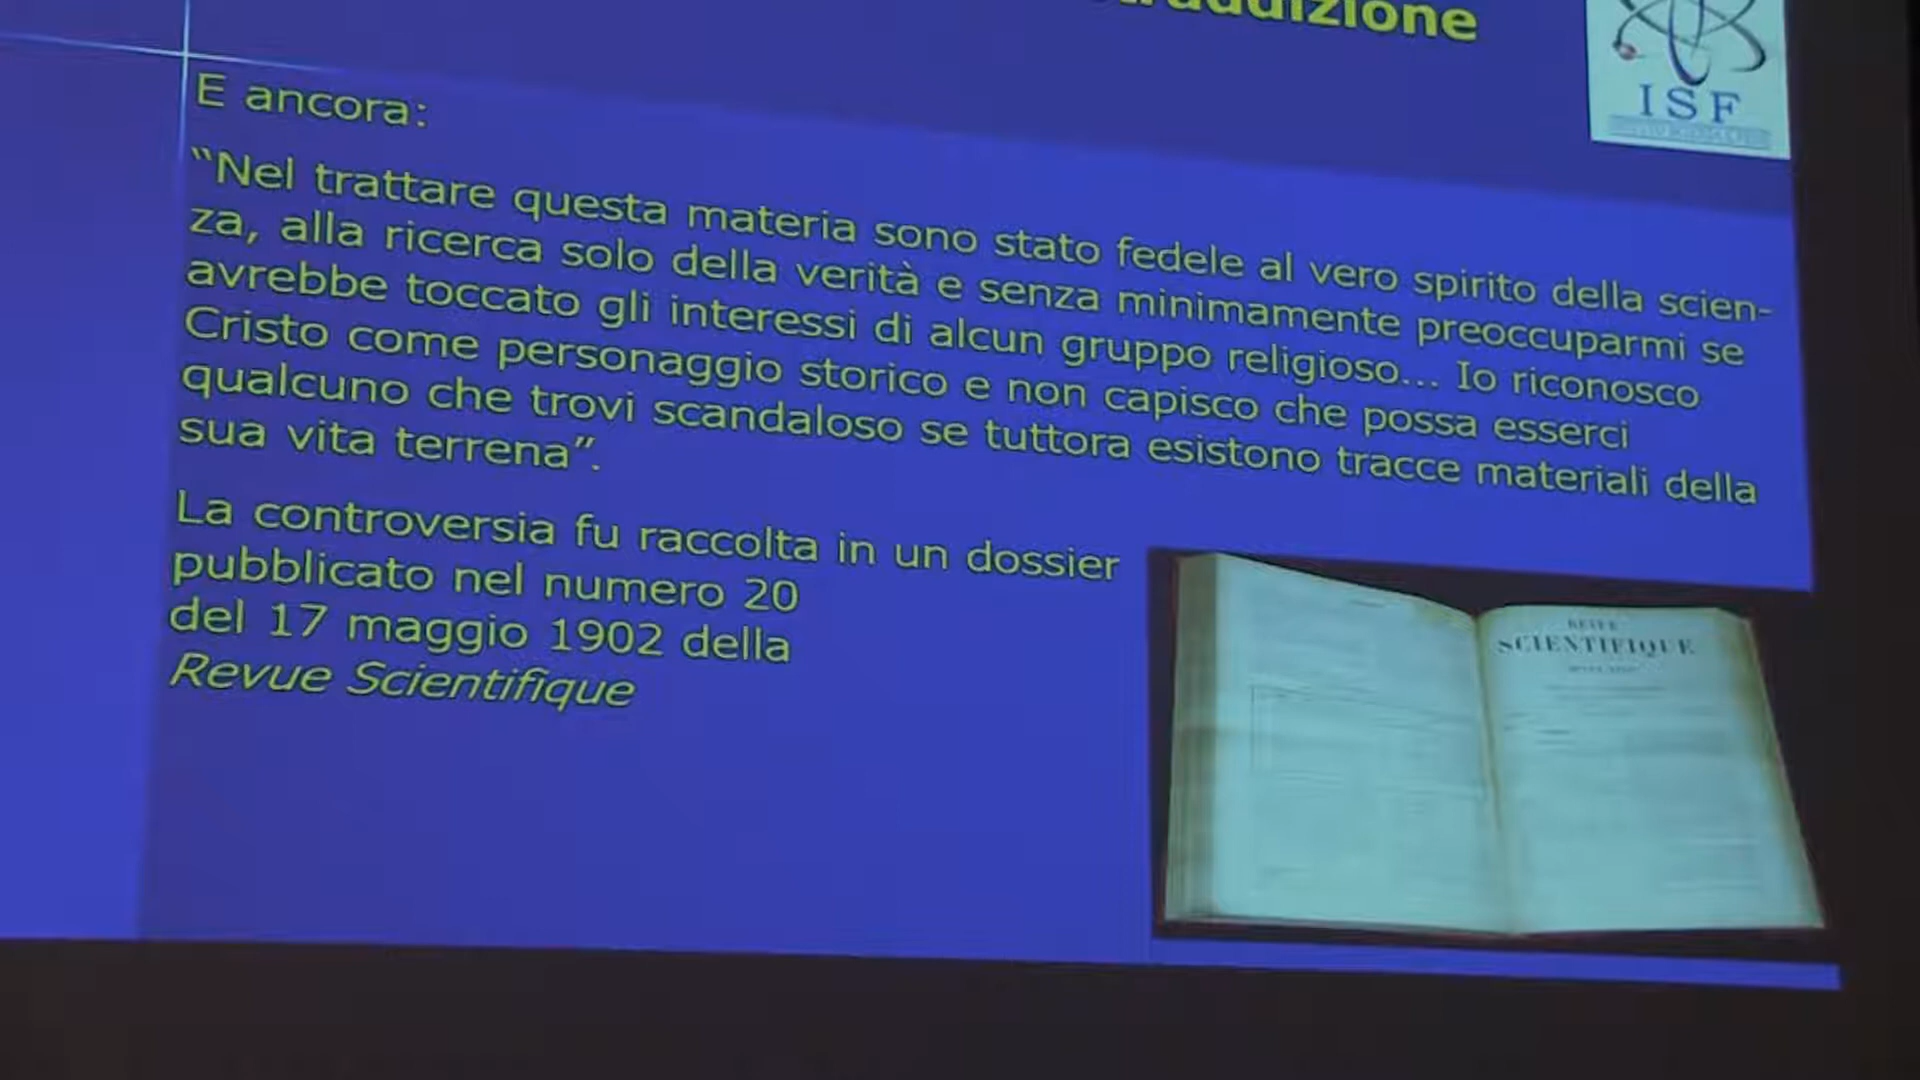 E ancora:
“Nel trattare questa materia sono stato fedele al vero spirito della scien-
za, alla ricerca solo della verità e senza minimamente preoccuparmi se
avrebbe toccato gli interessi di alcun gruppo religioso... Io riconosco
Cristo come personaggio storico e non capisco che possa esserci
qualcuno che trovi scandaloso se tuttora esistono tracce materiali della
sua vita terrena”.
La controversia fu raccolta in un dossier
pubblicato nel numero 20
del 17 maggio 1902 della
Revue Scientifique
ISF
SCIENTIFIQUE